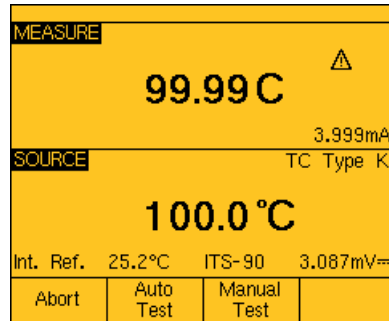 MEASURE
99.99 C
3.999mA
SOURCE TC Type K
100.0 °C
Int. Ref. 25.2°C ITS-90 3.087mV⎓
Abort Auto Test Manual Test